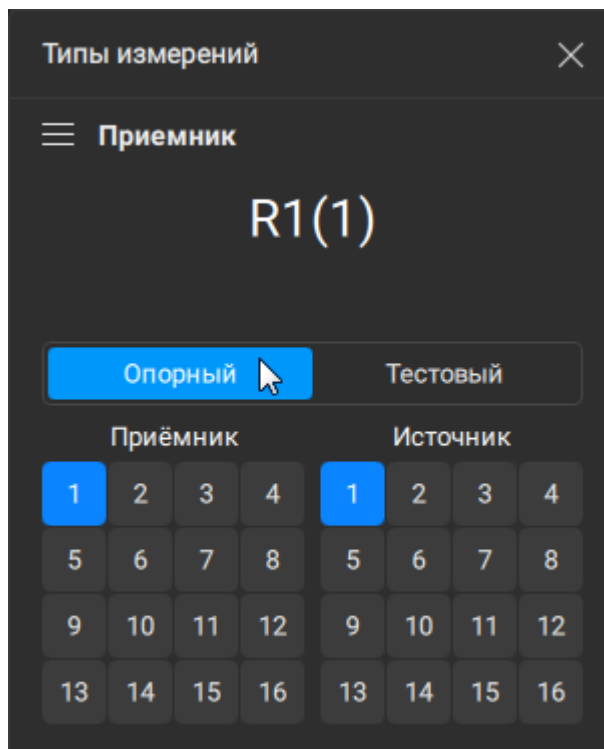 Типы измерений
Приемник
R1(1)
Опорный Тестовый
Приёмник Источник
1 2 3 4 1 2 3 4
5 6 7 8 5 6 7 8
9 10 11 12 9 10 11 12
13 14 15 16 13 14 15 16